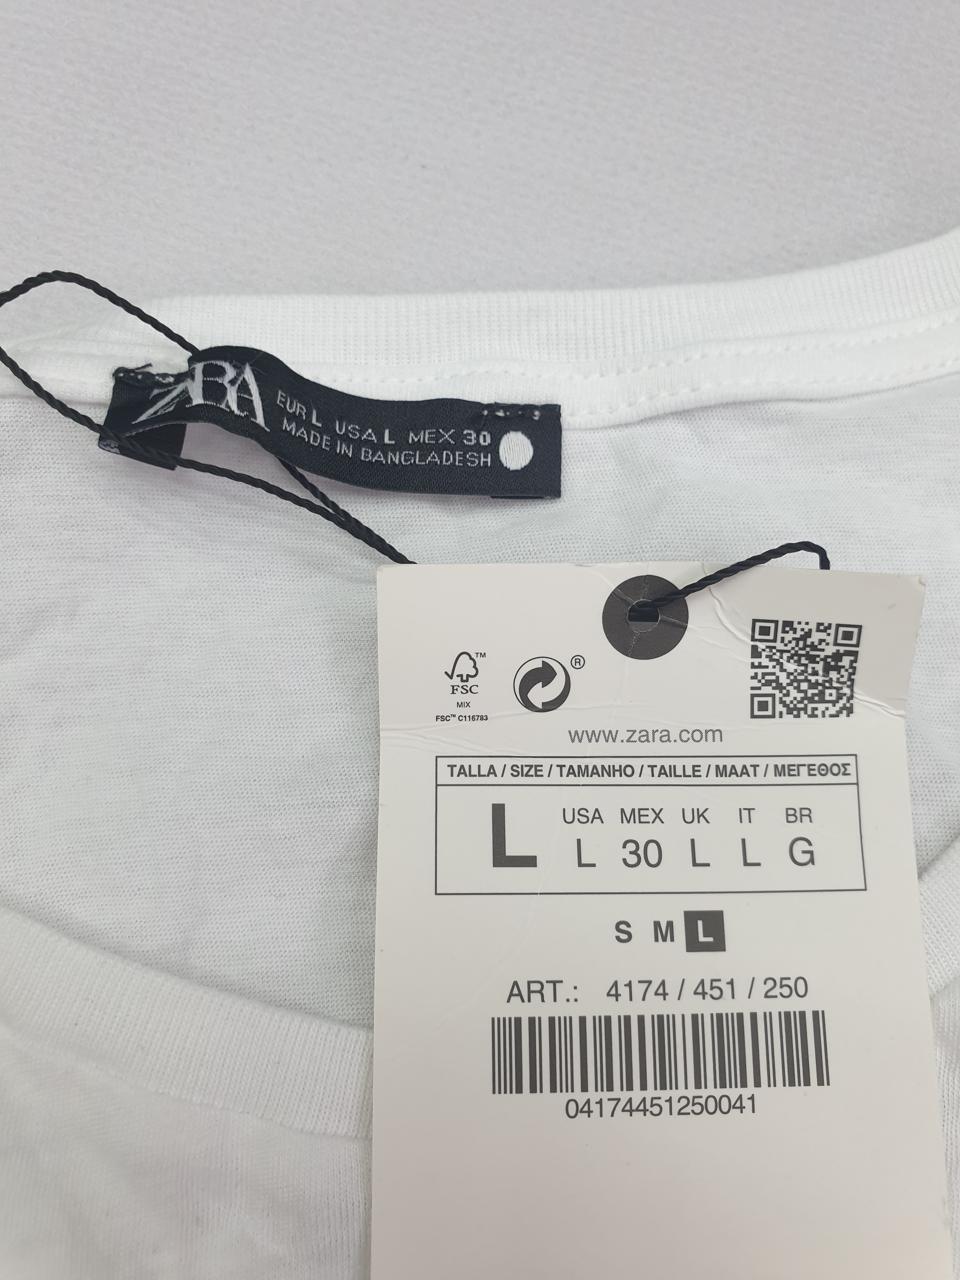 ZARA
EUR L USA L MEX 30
MADE IN BANGLADESH
FSC™
MIX
FSC™ C116783
®
www.zara.com
TALLA / SIZE / TAMANHO / TAILLE / MAAT / ΜΕΓΕΘΟΣ
L
USA MEX UK IT BR
L 30 L L G
S M L
ART.: 4174 / 451 / 250
04174451250041